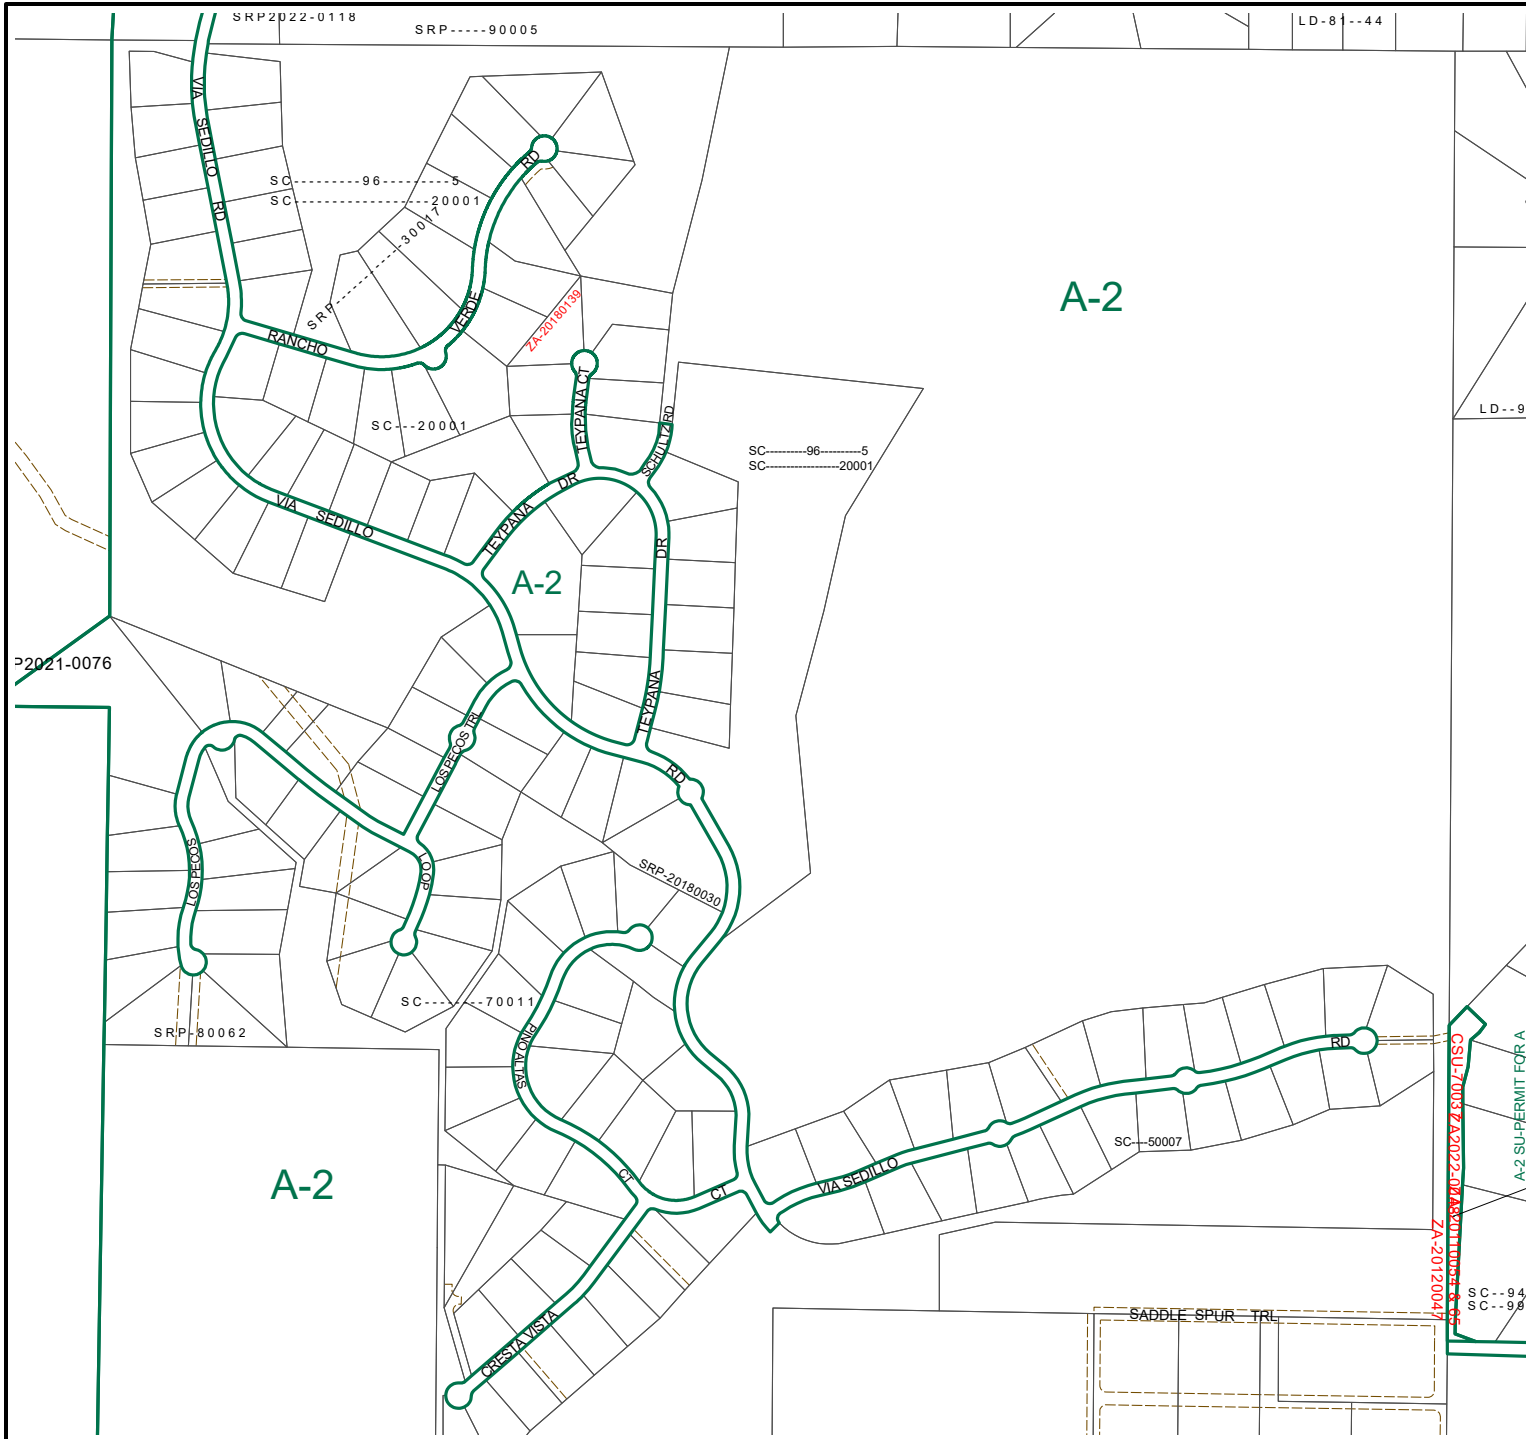 SRP2022-0118
SRP-----90005
LD-81--44
VIA SEDILLO RD
RD
SC---------96---------5
SC-----------------20001
SRP-----------30017
A-2
ZA-20180139
VERDE
RANCHO
TEYPANA CT
SCHULTZ RD
LD--9
SC---20001
SC---------96---------5
SC-----------------20001
DR
VIA SEDILLO
TEYPANA
DR
A-2
P2021-0076
TEYPANA
LOS PECOS TRL
RD
LOS PECOS
LOOP
SRP-20180030
SC--------70011
SRP-80062
PINO ALTAS
RD
CSU-70037
A-2 SU-PERMIT FOR A
SC---50007
A-2
CT
CT
VIA SEDILLO
ZA-20120047
SC--94
SC--99
SADDLE SPUR TRL
CRESTA VISTA